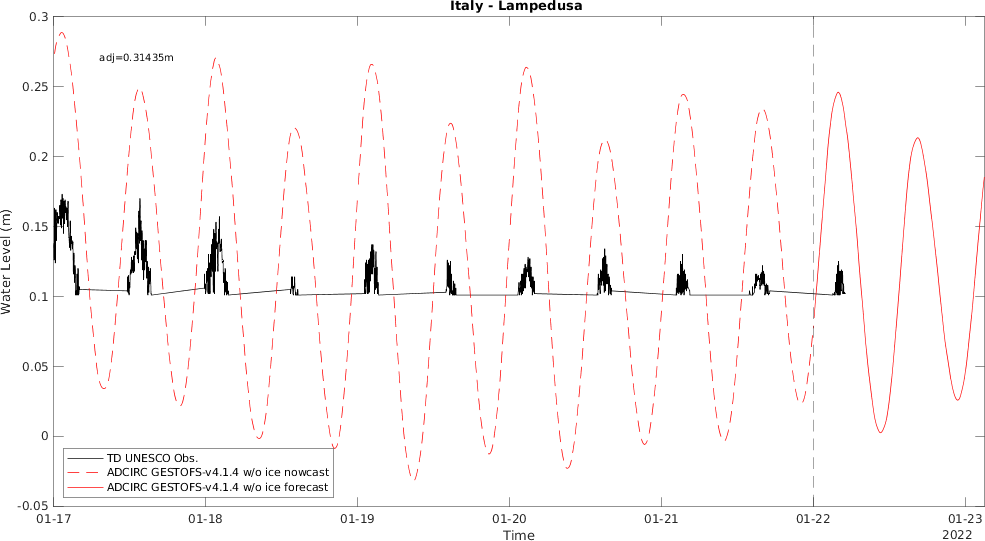 Italy - Lampedusa
0.3
adj=0.31435m
0.25
0.2
0.15
0.1
0.05
0
-0.05
Water Level (m)
TD UNESCO Obs.
ADCIRC GESTOFS-v4.1.4 w/o ice nowcast
ADCIRC GESTOFS-v4.1.4 w/o ice forecast
01-17 01-18 01-19 01-20 01-21 01-22 01-23
Time 2022